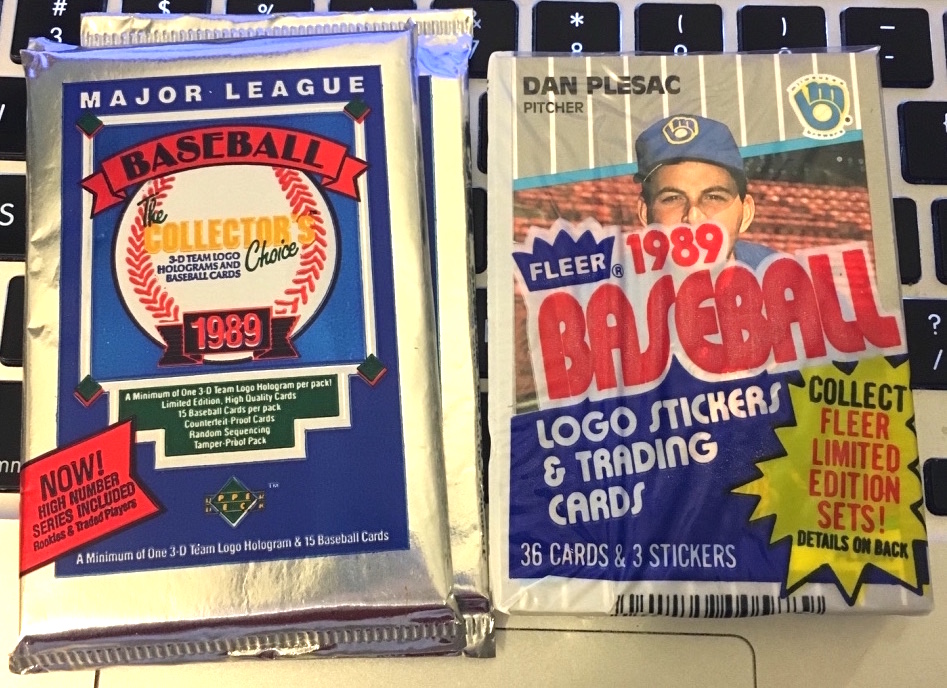 #
3
$
%
*
8
(
9
)
–
S
?
/
MAJOR LEAGUE
BASEBALL
The
COLLECTOR'S
Choice
3-D TEAM LOGO
HOLOGRAMS AND
BASEBALL CARDS
1989
A Minimum of One 3-D Team Logo Hologram per pack!
Limited Edition, High Quality Cards
15 Baseball Cards per pack
Counterfeit-Proof Cards
Random Sequencing
Tamper-Proof Pack
NOW!
HIGH NUMBER
SERIES INCLUDED
Rookies & Traded Players
UPPER
DECK
TM
A Minimum of One 3-D Team Logo Hologram & 15 Baseball Cards
DAN PLESAC
PITCHER
FLEER®
1989
BASEBALL
LOGO STICKERS
& TRADING
CARDS
36 CARDS & 3 STICKERS
COLLECT
FLEER
LIMITED
EDITION
SETS!
DETAILS ON BACK